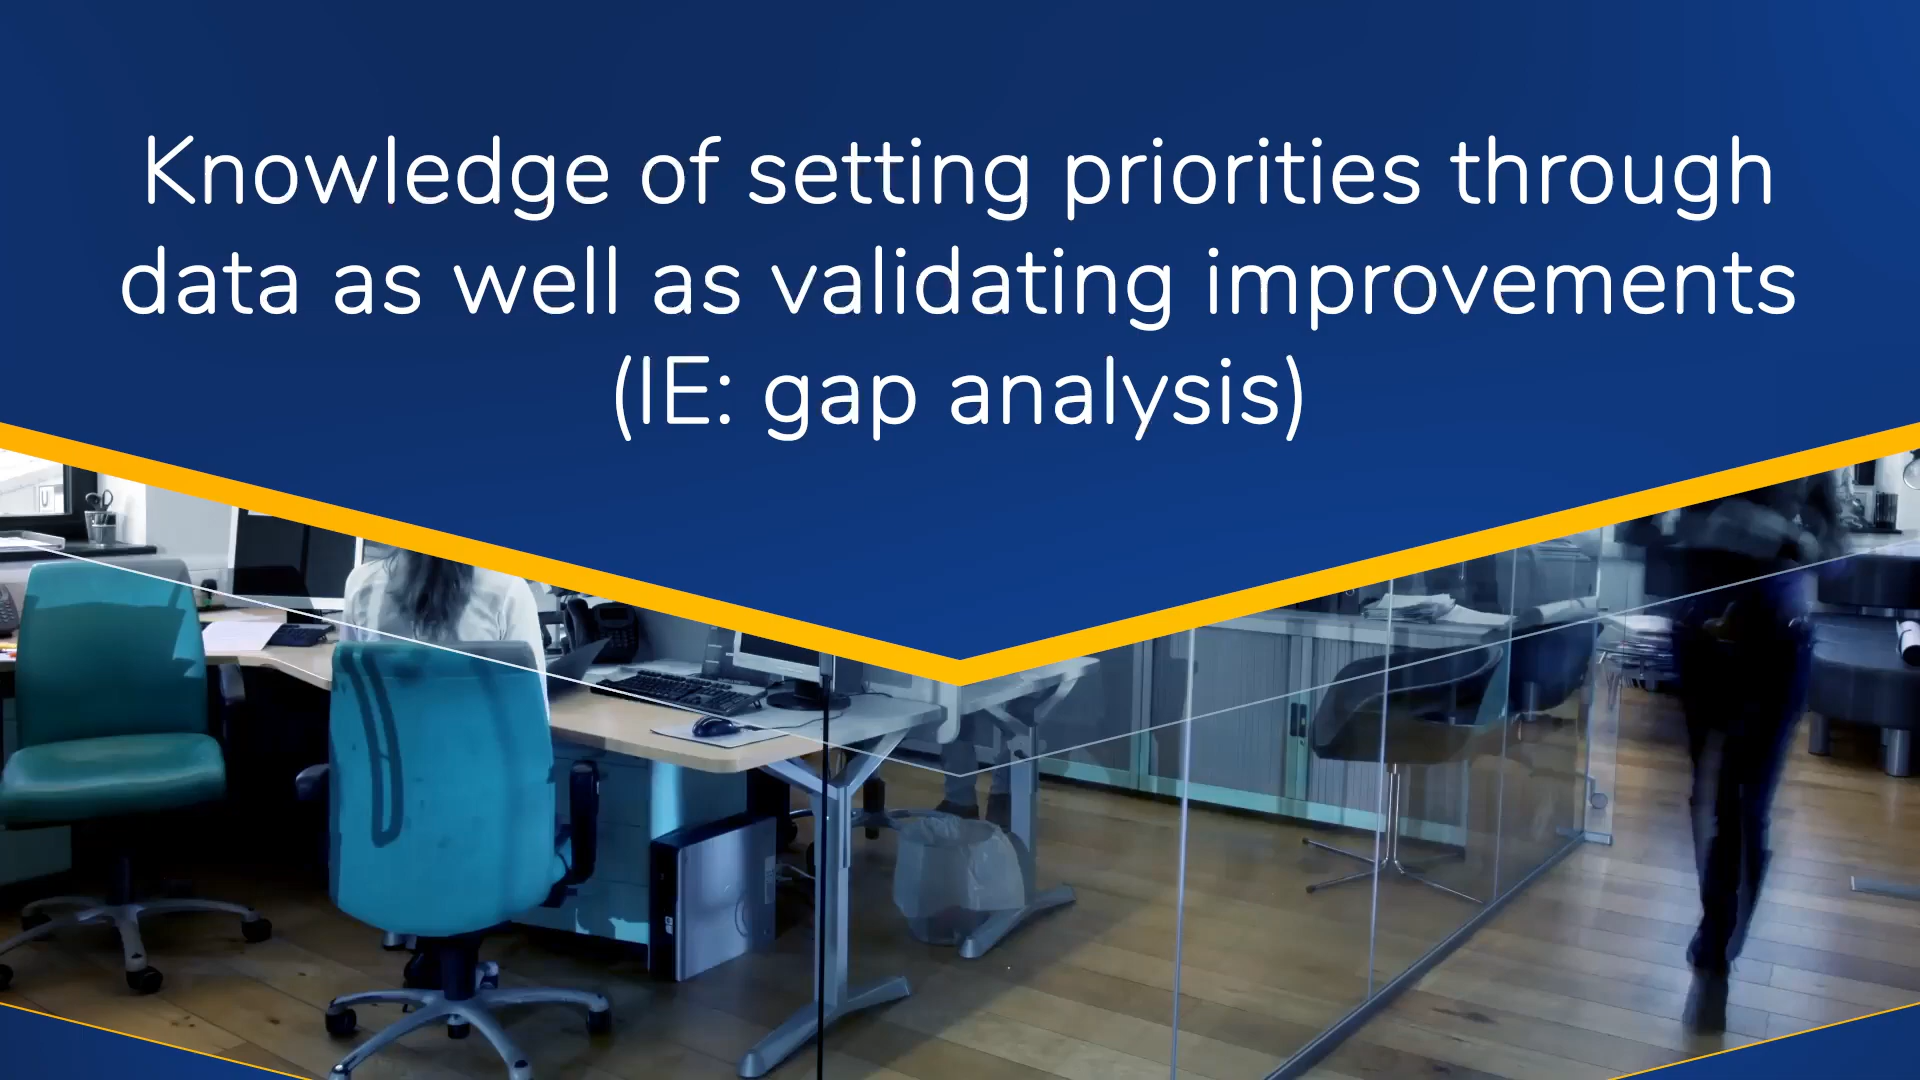 Knowledge of setting priorities through
data as well as validating improvements
(IE: gap analysis)